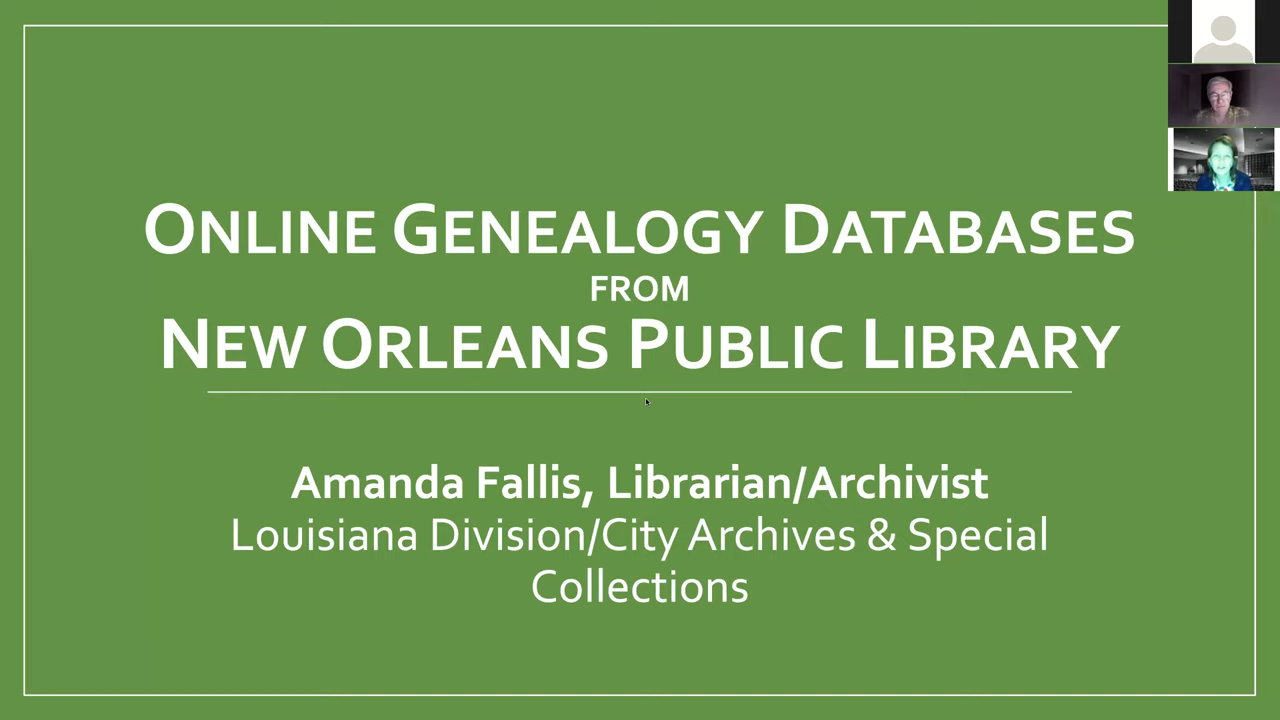 ONLINE GENEALOGY DATABASES
FROM
NEW ORLEANS PUBLIC LIBRARY
Amanda Fallis, Librarian/Archivist
Louisiana Division/City Archives & Special
Collections